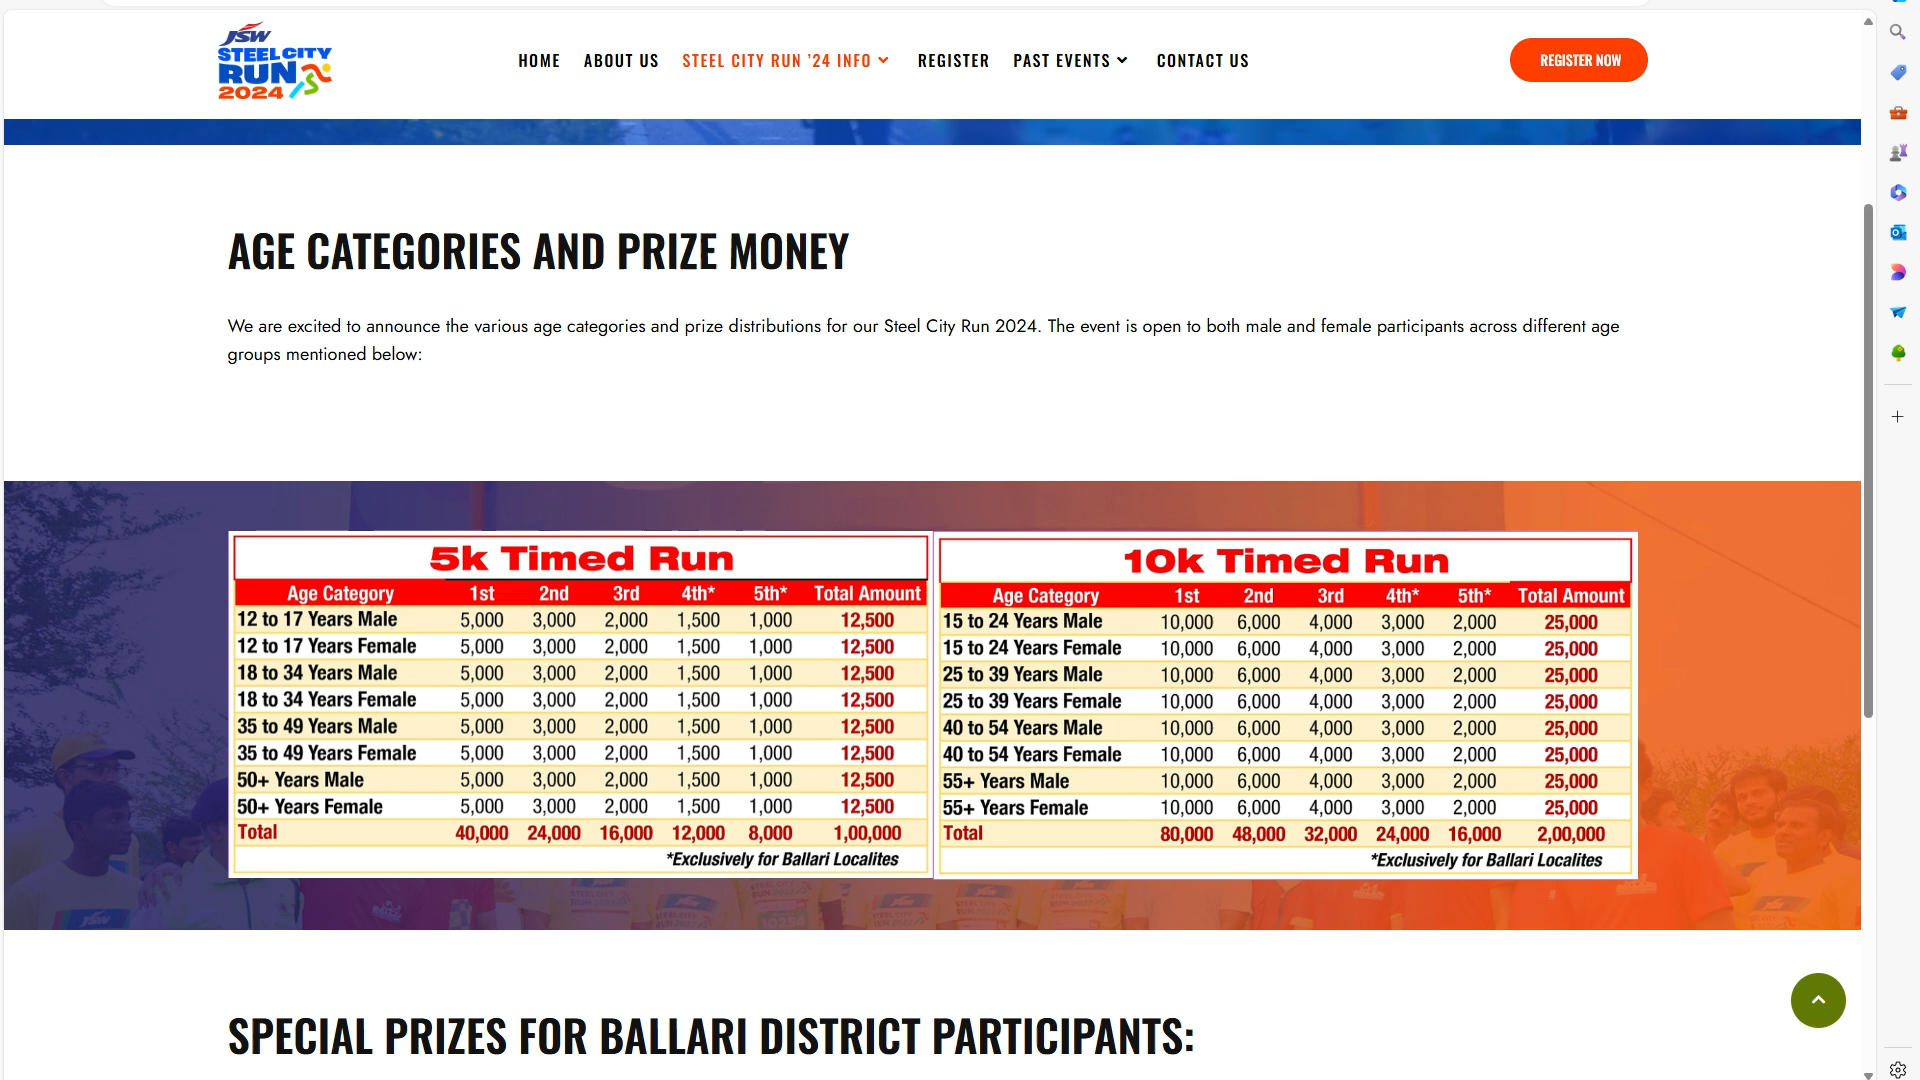 JSW
STEEL CITY
RUN
2024
HOME ABOUT US STEEL CITY RUN ’24 INFO REGISTER PAST EVENTS CONTACT US
REGISTER NOW
AGE CATEGORIES AND PRIZE MONEY
We are excited to announce the various age categories and prize distributions for our Steel City Run 2024. The event is open to both male and female participants across different age
groups mentioned below:
5k Timed Run
Age Category 1st 2nd 3rd 4th* 5th* Total Amount
12 to 17 Years Male 5,000 3,000 2,000 1,500 1,000 12,500
12 to 17 Years Female 5,000 3,000 2,000 1,500 1,000 12,500
18 to 34 Years Male 5,000 3,000 2,000 1,500 1,000 12,500
18 to 34 Years Female 5,000 3,000 2,000 1,500 1,000 12,500
35 to 49 Years Male 5,000 3,000 2,000 1,500 1,000 12,500
35 to 49 Years Female 5,000 3,000 2,000 1,500 1,000 12,500
50+ Years Male 5,000 3,000 2,000 1,500 1,000 12,500
50+ Years Female 5,000 3,000 2,000 1,500 1,000 12,500
Total 40,000 24,000 16,000 12,000 8,000 1,00,000
*Exclusively for Ballari Localites
10k Timed Run
Age Category 1st 2nd 3rd 4th* 5th* Total Amount
15 to 24 Years Male 10,000 6,000 4,000 3,000 2,000 25,000
15 to 24 Years Female 10,000 6,000 4,000 3,000 2,000 25,000
25 to 39 Years Male 10,000 6,000 4,000 3,000 2,000 25,000
25 to 39 Years Female 10,000 6,000 4,000 3,000 2,000 25,000
40 to 54 Years Male 10,000 6,000 4,000 3,000 2,000 25,000
40 to 54 Years Female 10,000 6,000 4,000 3,000 2,000 25,000
55+ Years Male 10,000 6,000 4,000 3,000 2,000 25,000
55+ Years Female 10,000 6,000 4,000 3,000 2,000 25,000
Total 80,000 48,000 32,000 24,000 16,000 2,00,000
*Exclusively for Ballari Localites
SPECIAL PRIZES FOR BALLARI DISTRICT PARTICIPANTS: